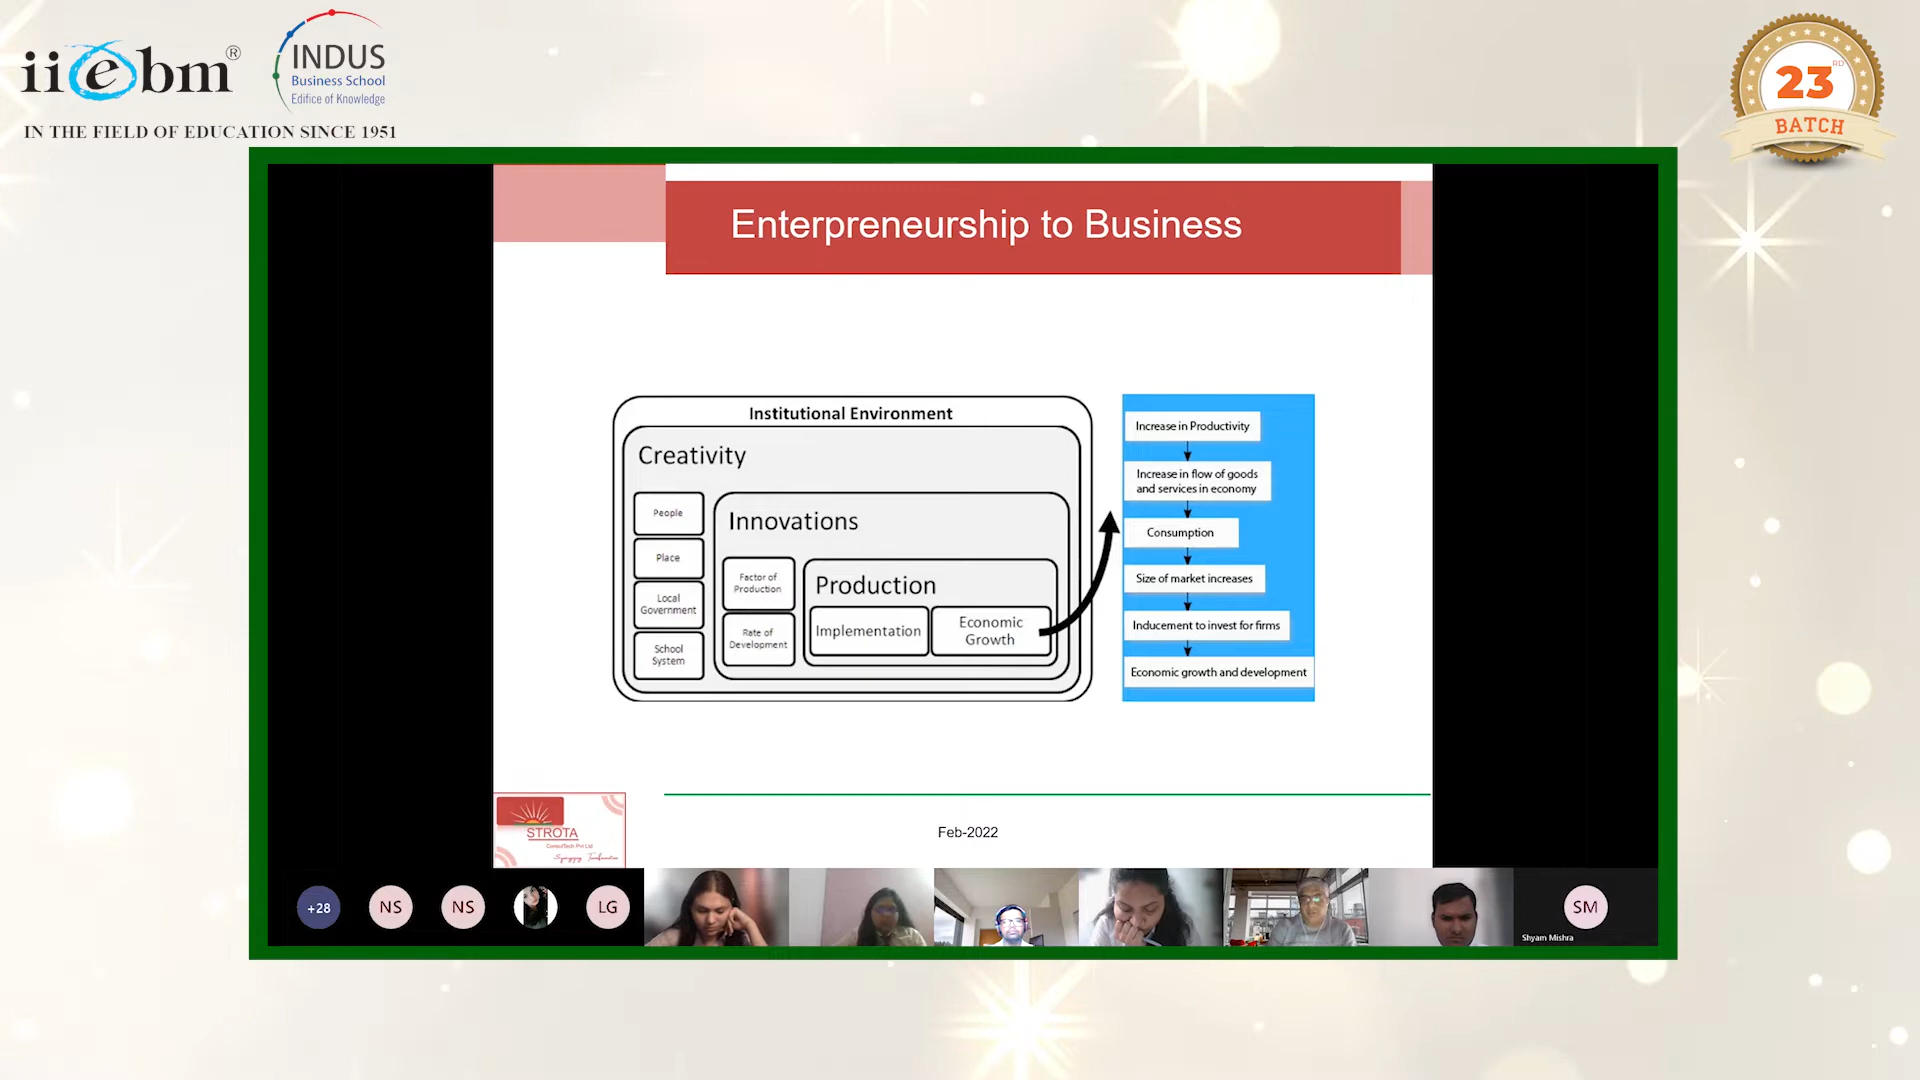 iiebm®
INDUS
Business School
Edifice of Knowledge
IN THE FIELD OF EDUCATION SINCE 1951
23RD
BATCH
Enterpreneurship to Business
Institutional Environment
Creativity
People
Place
Local
Government
School
System
Innovations
Factor of
Production
Rate of
Development
Production
Implementation
Economic
Growth
Increase in Productivity
Increase in flow of goods
and services in economy
Consumption
Size of market increases
Inducement to invest for firms
Economic growth and development
STROTA
ConsulTech Pvt Ltd
Feb-2022
+28
NS
NS
LG
SM
Shyam Mishra